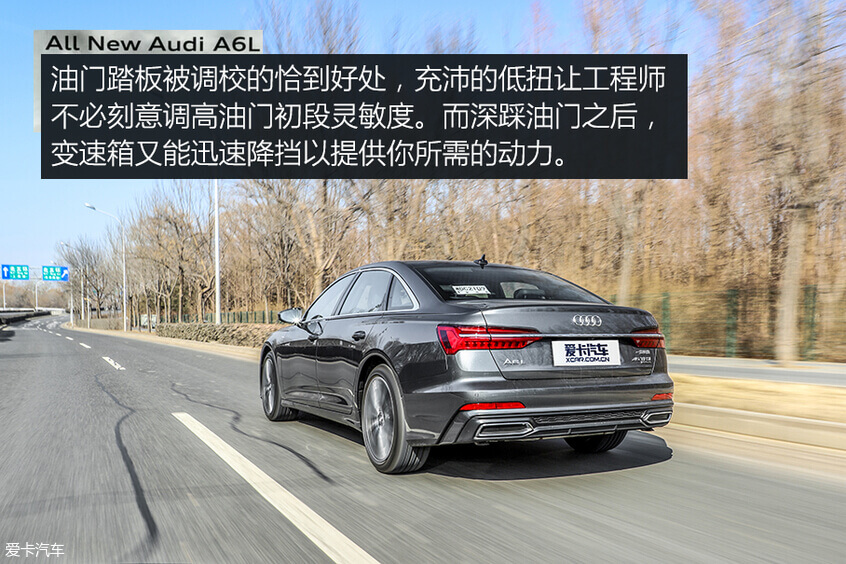 All New Audi A6L
油门踏板被调校的恰到好处，充沛的低扭让工程师
不必刻意调高油门初段灵敏度。而深踩油门之后，
变速箱又能迅速降挡以提供你所需的动力。
爱卡汽车
XCAR.COM.CN
A6L
爱卡汽车